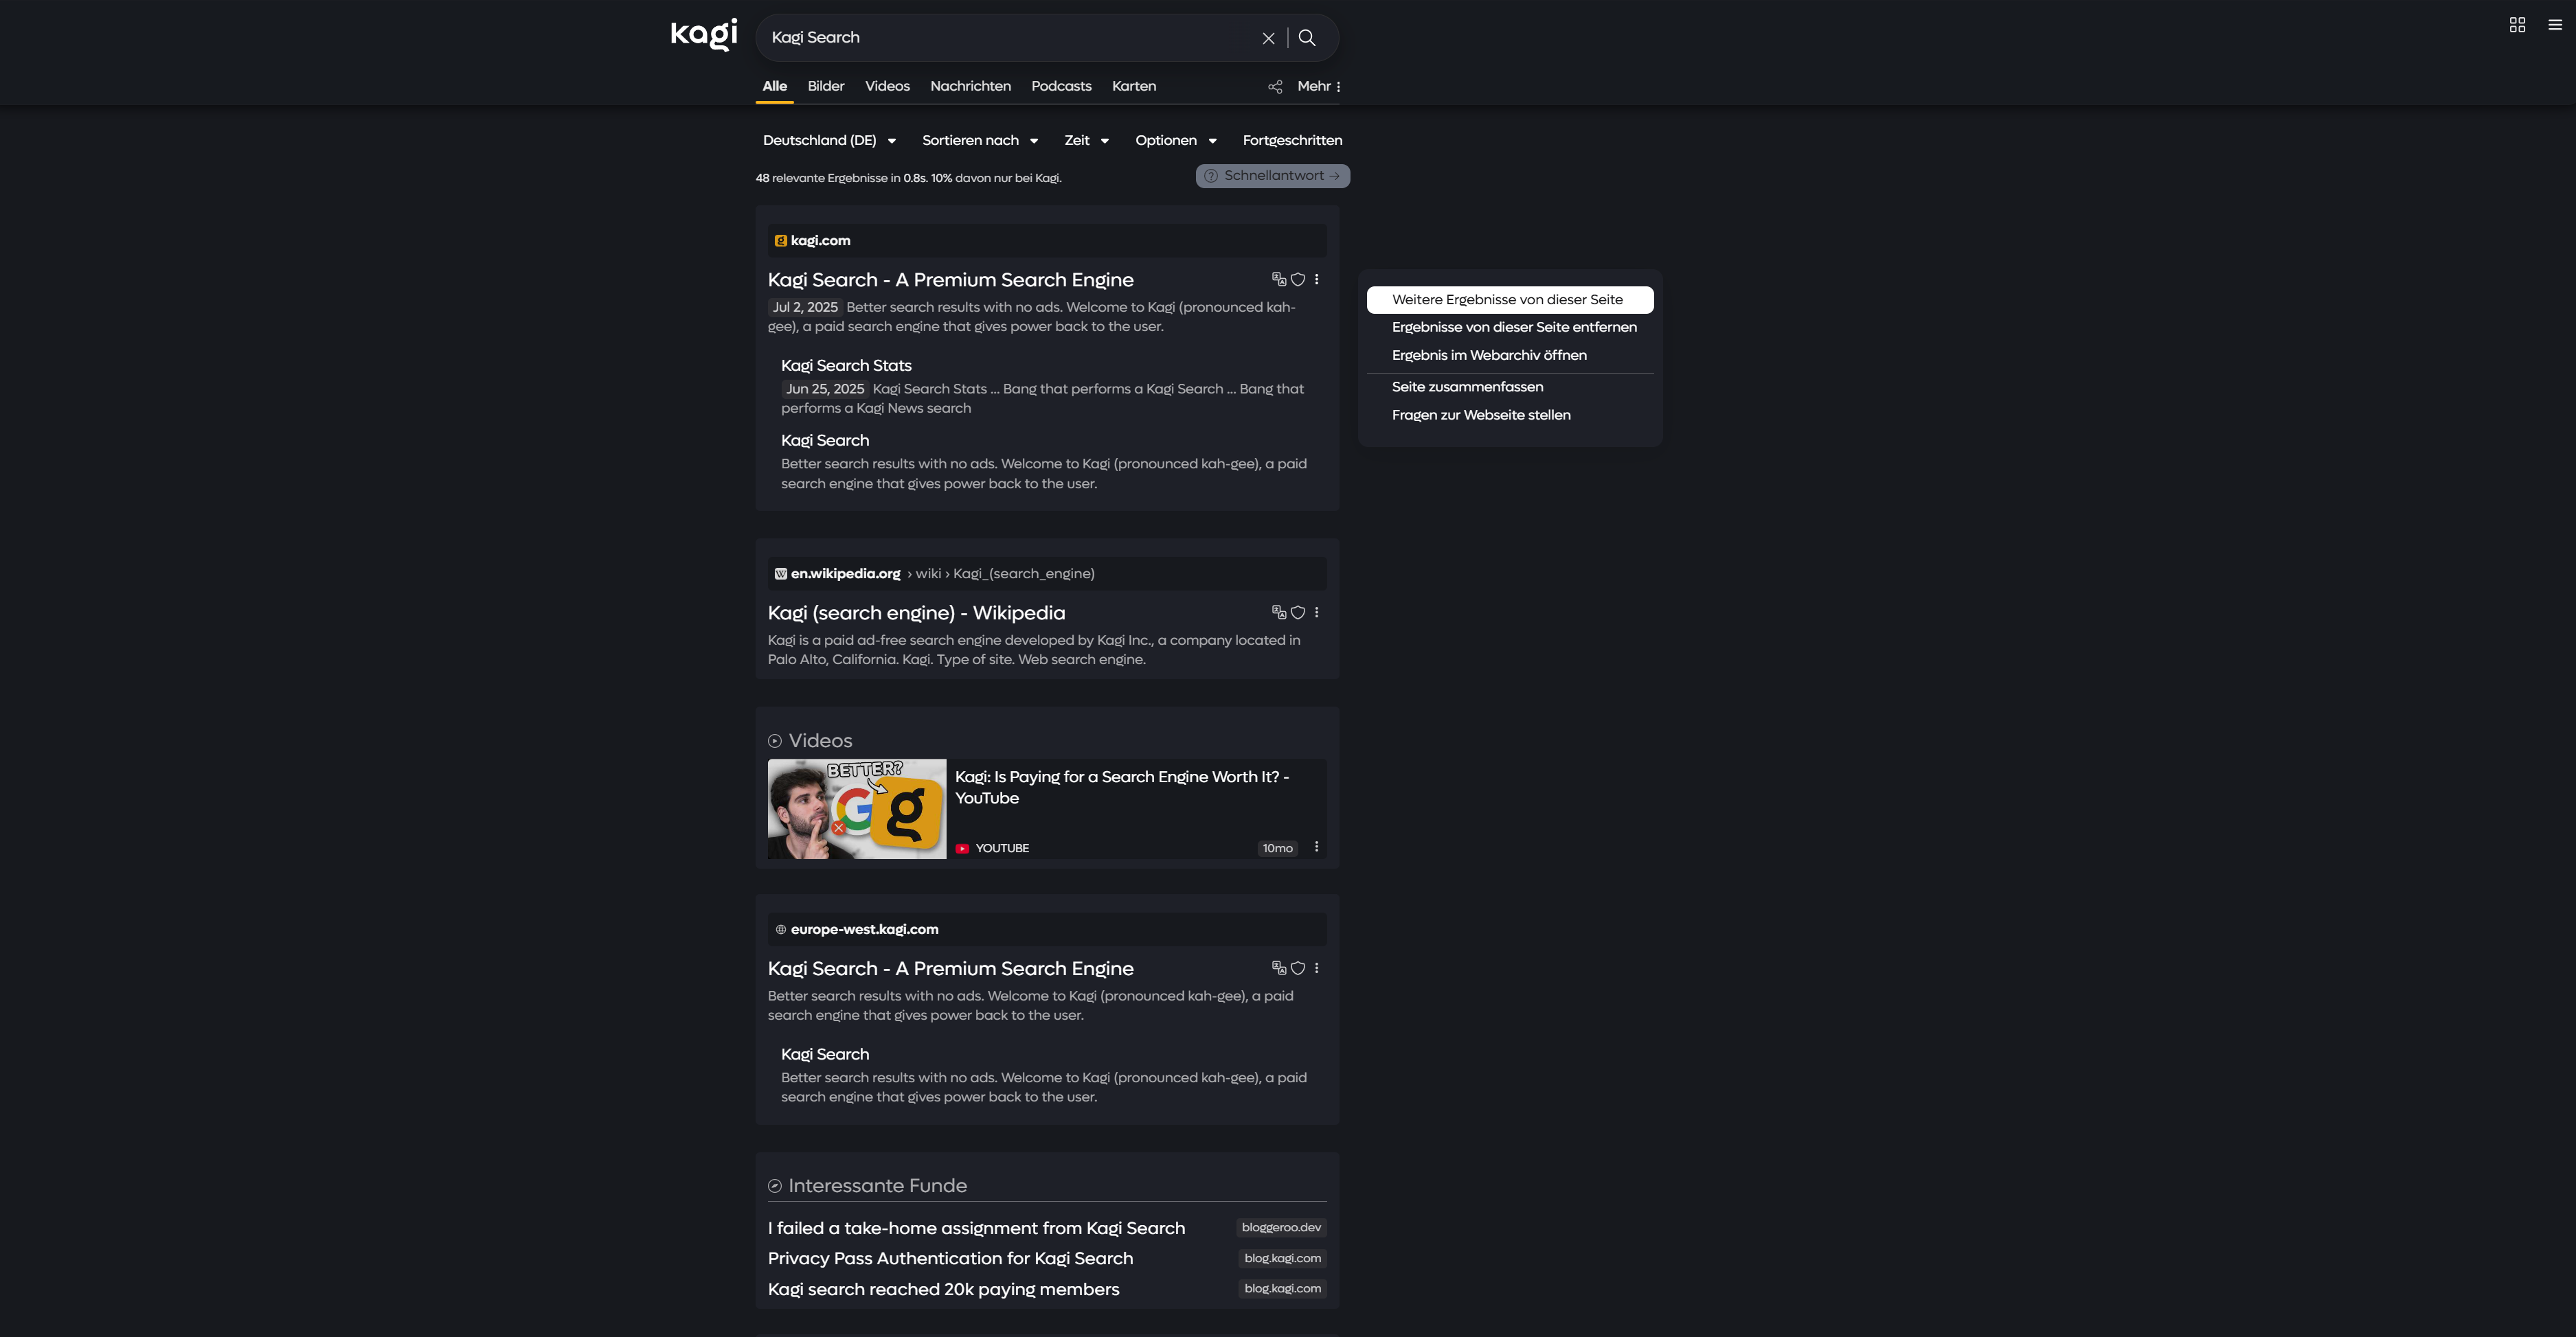 kagi
Kagi Search
Alle Bilder Videos Nachrichten Podcasts Karten Mehr
Deutschland (DE) Sortieren nach Zeit Optionen Fortgeschritten
48 relevante Ergebnisse in 0.8s. 10% davon nur bei Kagi.
Schnellantwort →
kagi.com
Kagi Search - A Premium Search Engine
Jul 2, 2025 Better search results with no ads. Welcome to Kagi (pronounced kah-
gee), a paid search engine that gives power back to the user.
Kagi Search Stats
Jun 25, 2025 Kagi Search Stats ... Bang that performs a Kagi Search ... Bang that
performs a Kagi News search
Kagi Search
Better search results with no ads. Welcome to Kagi (pronounced kah-gee), a paid
search engine that gives power back to the user.
Weitere Ergebnisse von dieser Seite
Ergebnisse von dieser Seite entfernen
Ergebnis im Webarchiv öffnen
Seite zusammenfassen
Fragen zur Webseite stellen
en.wikipedia.org › wiki › Kagi_(search_engine)
Kagi (search engine) - Wikipedia
Kagi is a paid ad-free search engine developed by Kagi Inc., a company located in
Palo Alto, California. Kagi. Type of site. Web search engine.
Videos
BETTER?
Kagi: Is Paying for a Search Engine Worth It? -
YouTube
YOUTUBE 10mo
europe-west.kagi.com
Kagi Search - A Premium Search Engine
Better search results with no ads. Welcome to Kagi (pronounced kah-gee), a paid
search engine that gives power back to the user.
Kagi Search
Better search results with no ads. Welcome to Kagi (pronounced kah-gee), a paid
search engine that gives power back to the user.
Interessante Funde
I failed a take-home assignment from Kagi Search bloggeroo.dev
Privacy Pass Authentication for Kagi Search blog.kagi.com
Kagi search reached 20k paying members blog.kagi.com